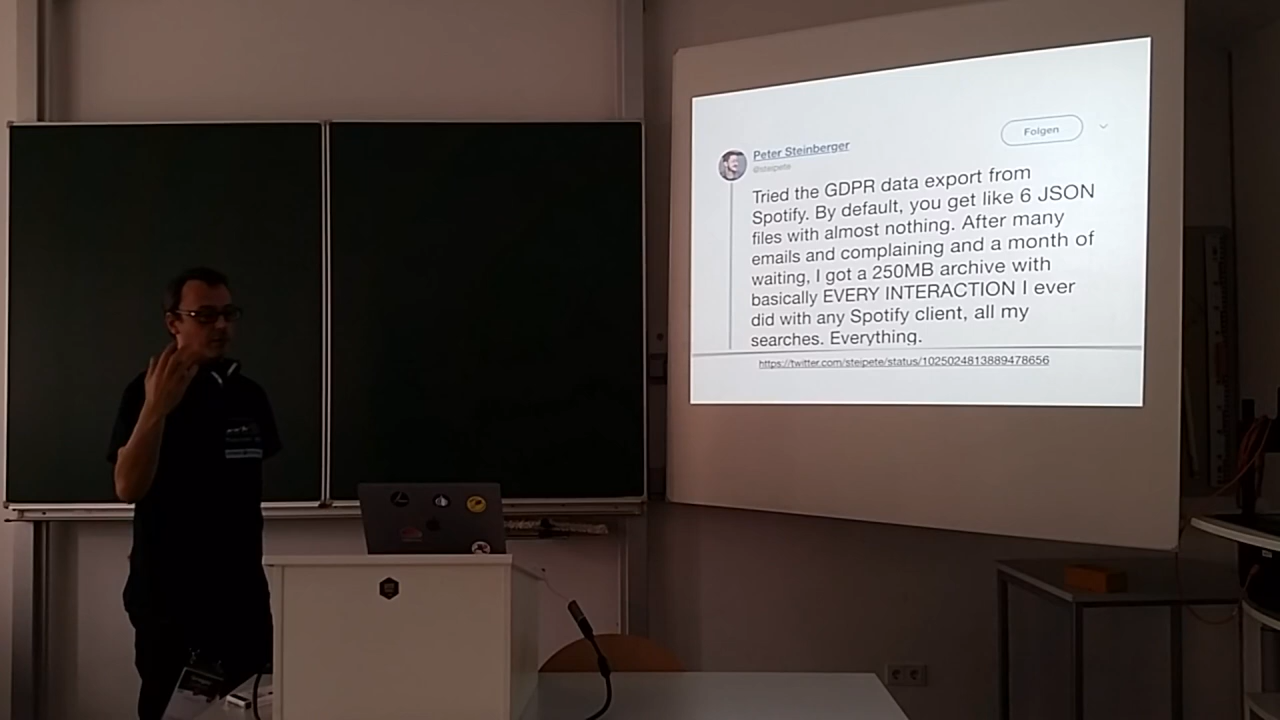 Folgen
Peter Steinberger
@steipete
Tried the GDPR data export from
Spotify. By default, you get like 6 JSON
files with almost nothing. After many
emails and complaining and a month of
waiting, I got a 250MB archive with
basically EVERY INTERACTION I ever
did with any Spotify client, all my
searches. Everything.
https://twitter.com/steipete/status/1025024813889478656